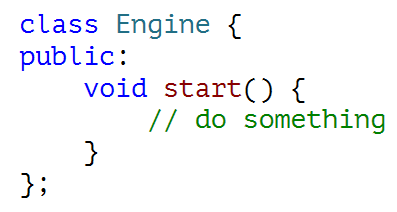 class Engine {
public:
    void start() {
        // do something
    }
};